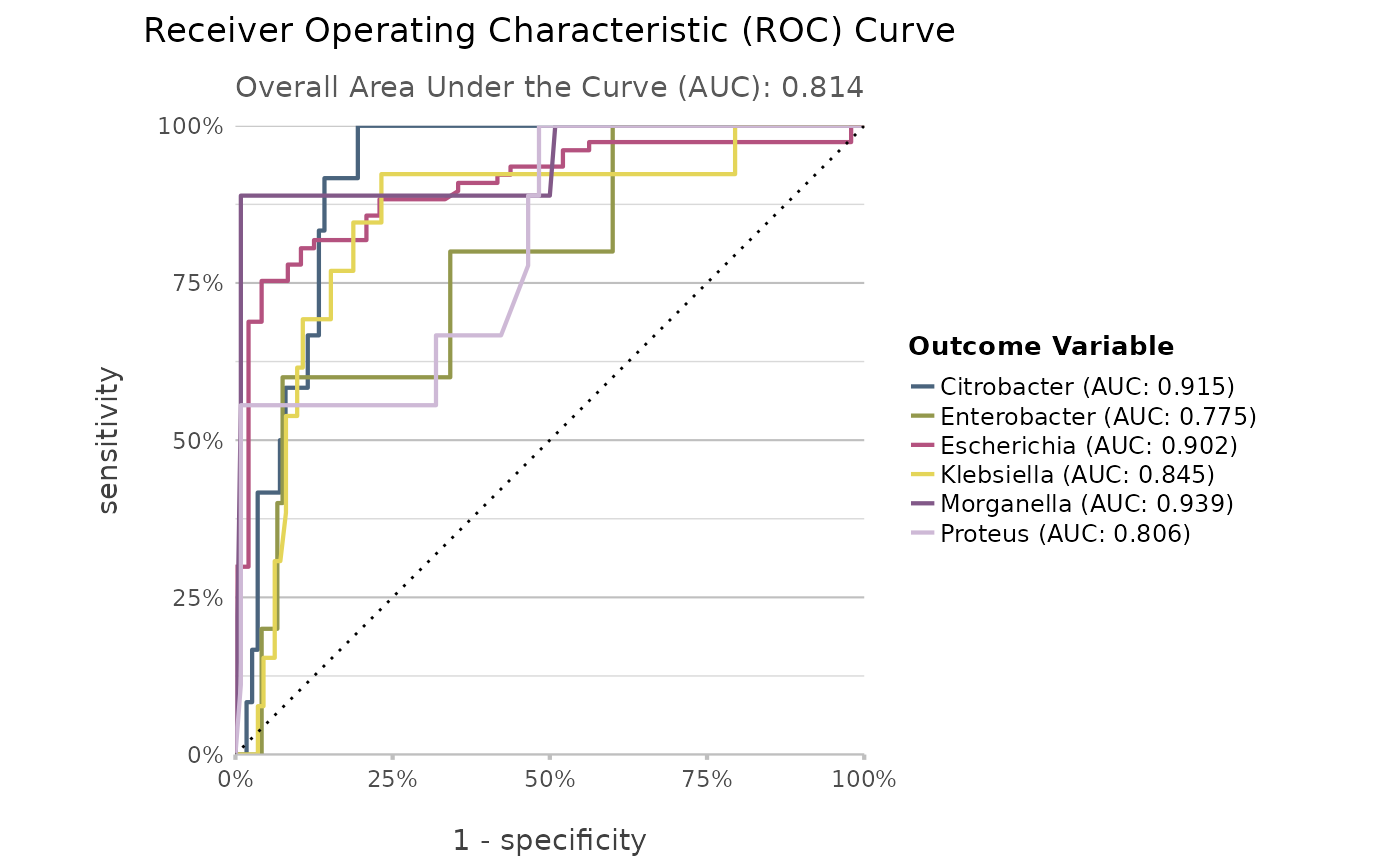 Receiver Operating Characteristic (ROC) Curve
Overall Area Under the Curve (AUC): 0.814
100%
75%
50%
25%
0%
sensitivity
0% 25% 50% 75% 100%
1 - specificity
Outcome Variable
Citrobacter (AUC: 0.915)
Enterobacter (AUC: 0.775)
Escherichia (AUC: 0.902)
Klebsiella (AUC: 0.845)
Morganella (AUC: 0.939)
Proteus (AUC: 0.806)